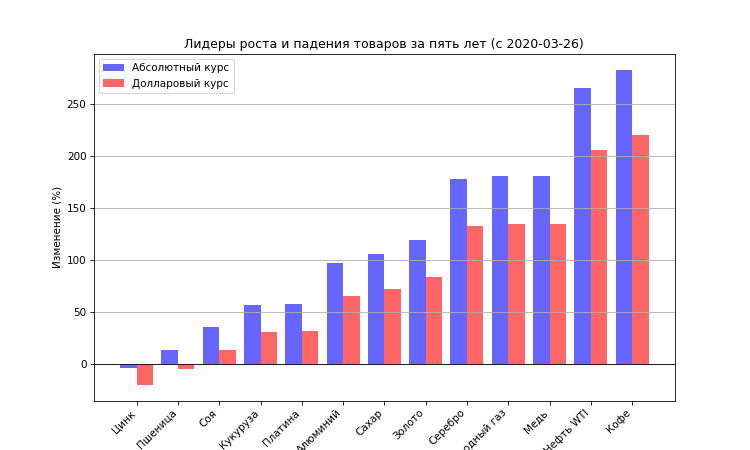 Лидеры роста и падения товаров за пять лет (с 2020-03-26)
Абсолютный курс
Долларовый курс
Изменение (%)
250
200
150
100
50
0
Цинк
Пшеница
Соя
Кукуруза
Платина
Алюминий
Сахар
Золото
Серебро
одный газ
Медь
Нефть WTI
Кофе